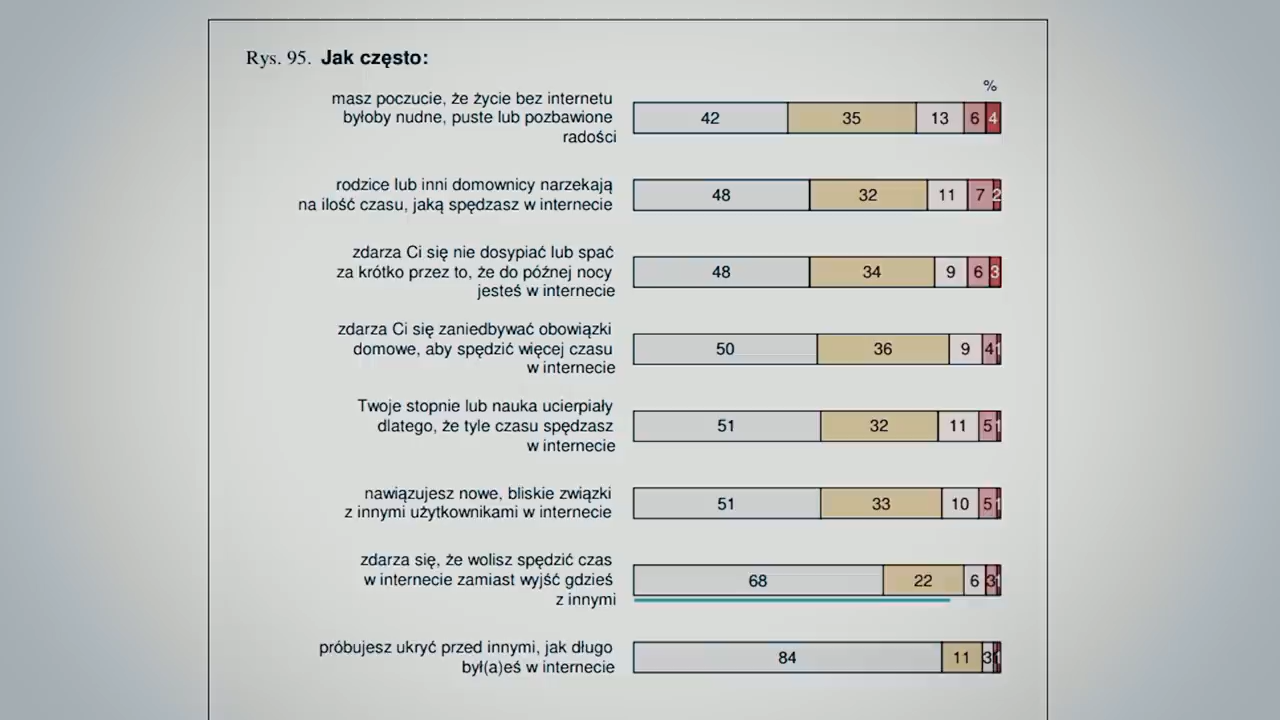 Rys. 95. Jak często:
%
masz poczucie, że życie bez internetu
byłoby nudne, puste lub pozbawione
radości
42 35 13 6 4
rodzice lub inni domownicy narzekają
na ilość czasu, jaką spędzasz w internecie
48 32 11 7 2
zdarza Ci się nie dosypiać lub spać
za krótko przez to, że do późnej nocy
jesteś w internecie
48 34 9 6 3
zdarza Ci się zaniedbywać obowiązki
domowe, aby spędzić więcej czasu
w internecie
50 36 9 4 1
Twoje stopnie lub nauka ucierpiały
dlatego, że tyle czasu spędzasz
w internecie
51 32 11 5 1
nawiązujesz nowe, bliskie związki
z innymi użytkownikami w internecie
51 33 10 5 1
zdarza się, że wolisz spędzić czas
w internecie zamiast wyjść gdzieś
z innymi
68 22 6 3 1
próbujesz ukryć przed innymi, jak długo
był(a)eś w internecie
84 11 3 1